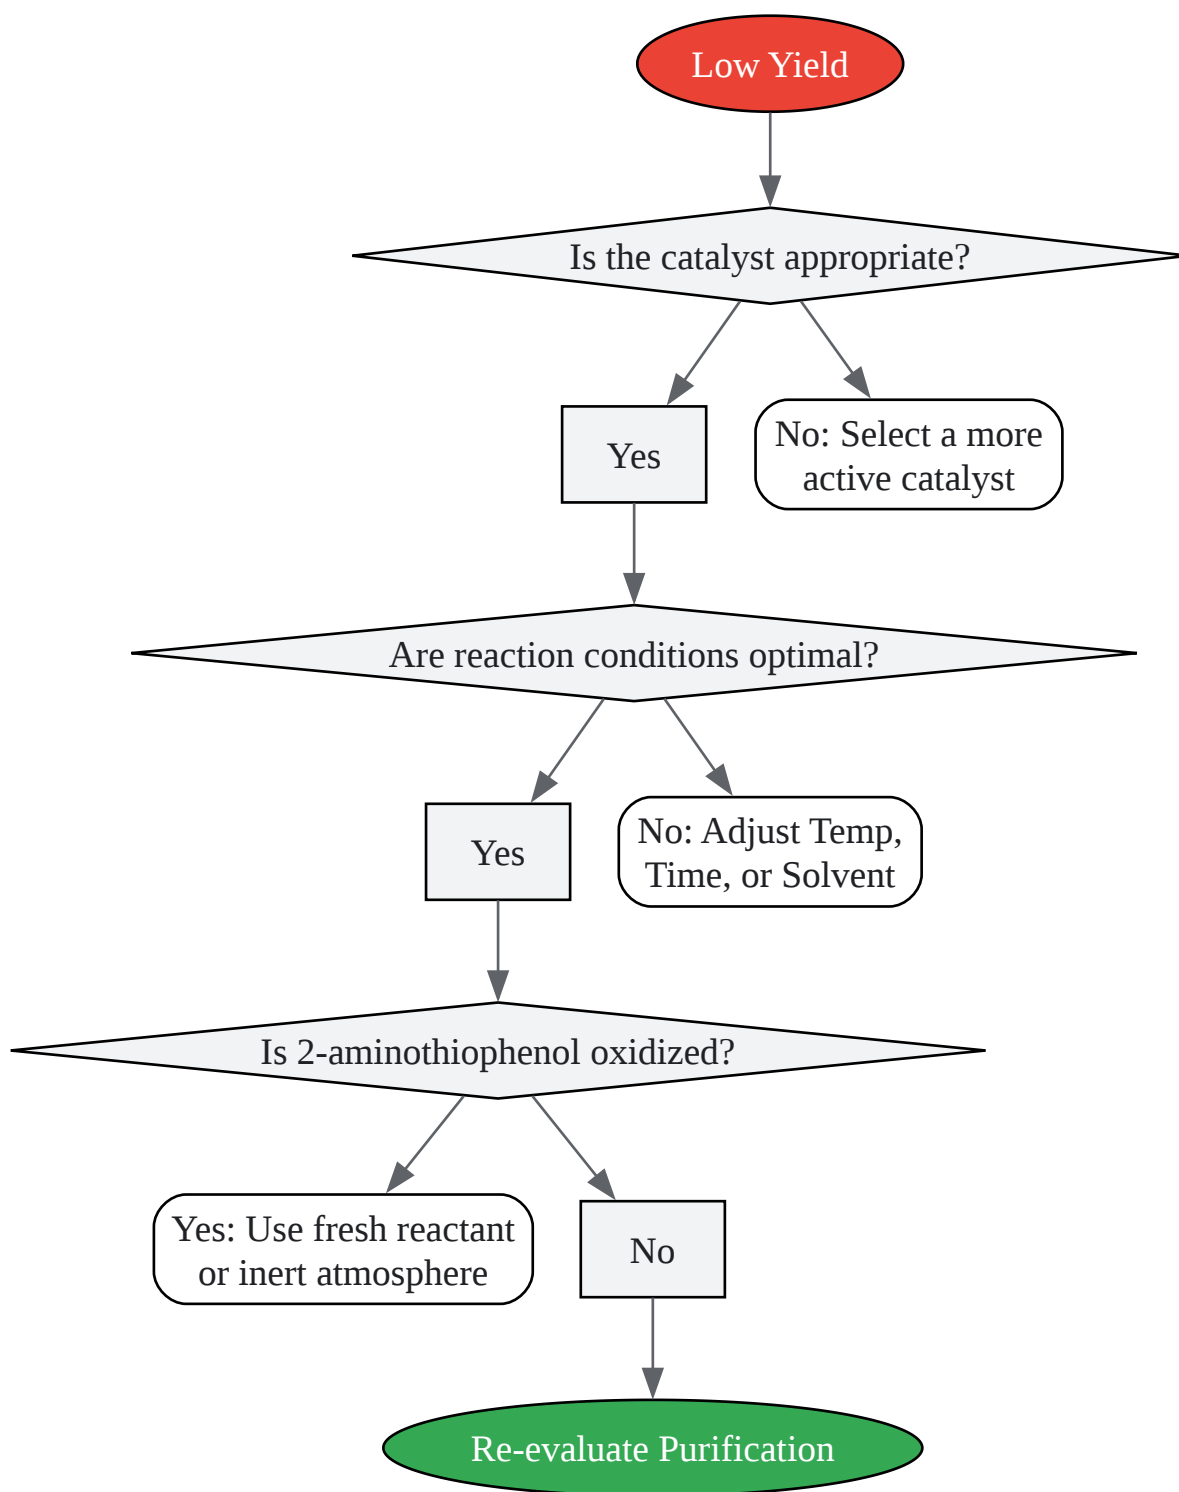 Low Yield
Is the catalyst appropriate?
Yes
No: Select a more
active catalyst
Are reaction conditions optimal?
Yes
No: Adjust Temp,
Time, or Solvent
Is 2-aminothiophenol oxidized?
Yes: Use fresh reactant
or inert atmosphere
No
Re-evaluate Purification